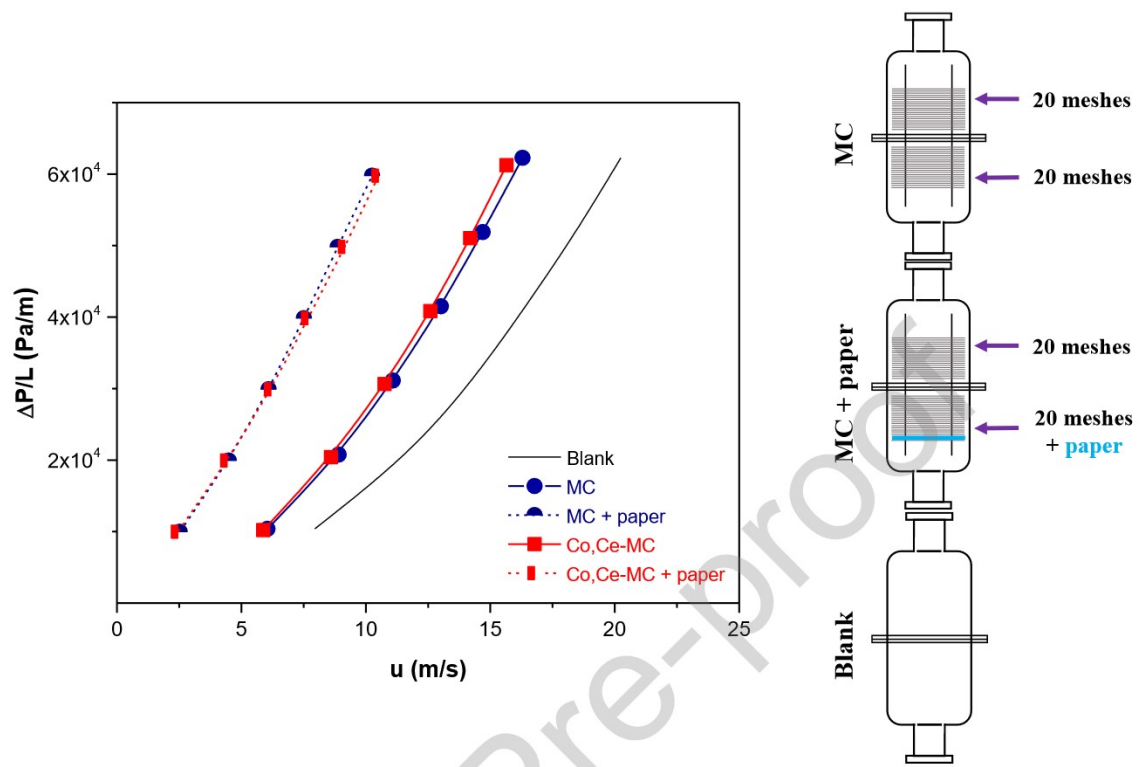 ΔP/L (Pa/m)
6x10⁴
4x10⁴
2x10⁴
0
5
10
15
20
25
u (m/s)
Blank
MC
MC + paper
Co,Ce-MC
Co,Ce-MC + paper
MC
20 meshes
20 meshes
MC + paper
20 meshes
20 meshes
+ paper
Blank
Pre-proof